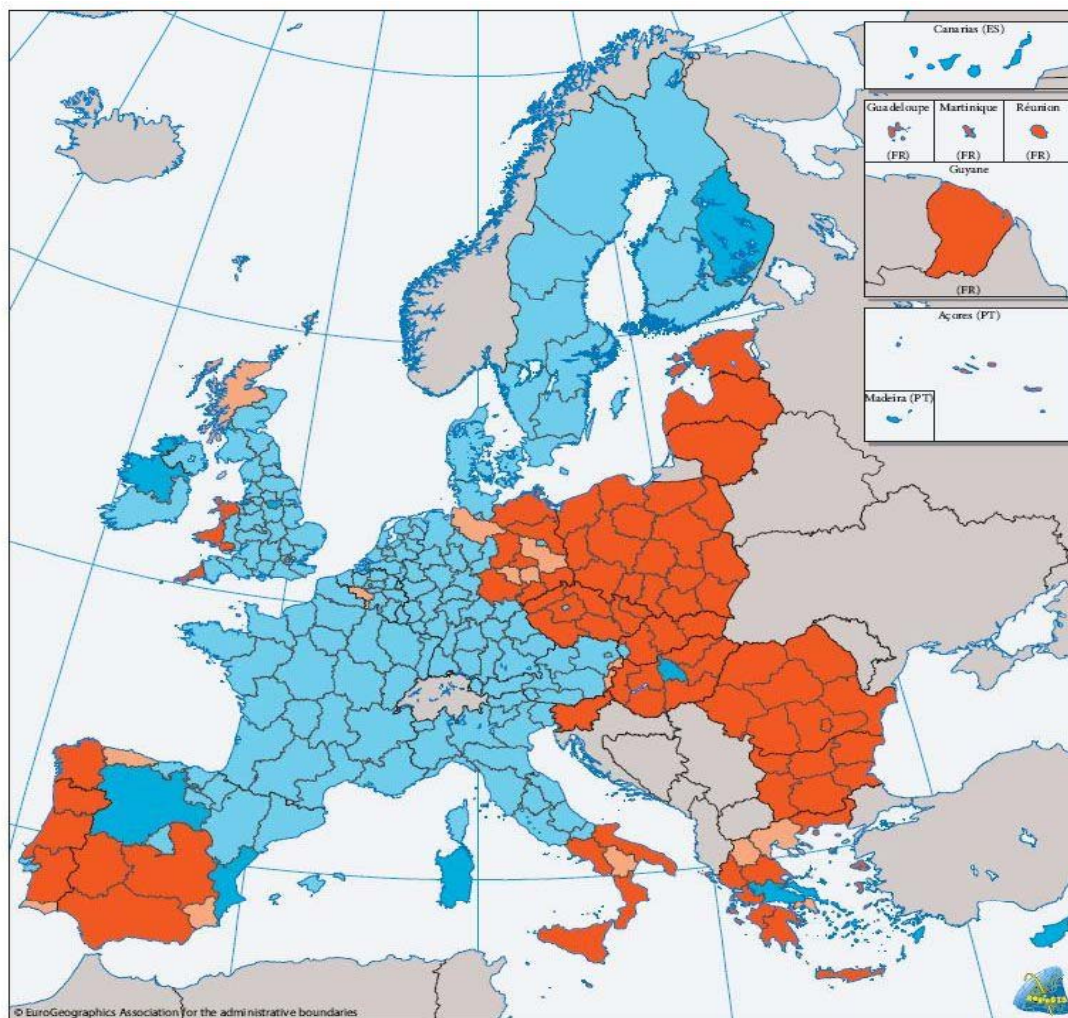 Canarias (ES)
Guadeloupe Martinique Réunion
(FR) (FR) (FR)
Guyane
(FR)
Açores (PT)
Madeira (PT)
© EuroGeographics Association for the administrative boundaries